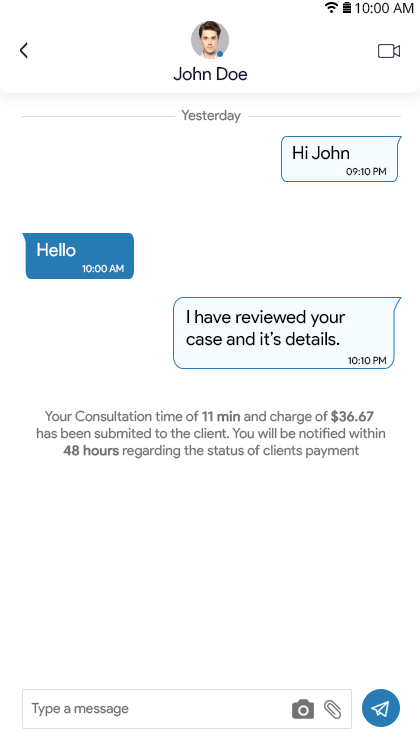 10:00 AM
John Doe
Yesterday
Hi John
09:10 PM
Hello
10:00 AM
I have reviewed your
case and it’s details.
10:10 PM
Your Consultation time of 11 min and charge of $36.67
has been submited to the client. You will be notified within
48 hours regarding the status of clients payment
Type a message